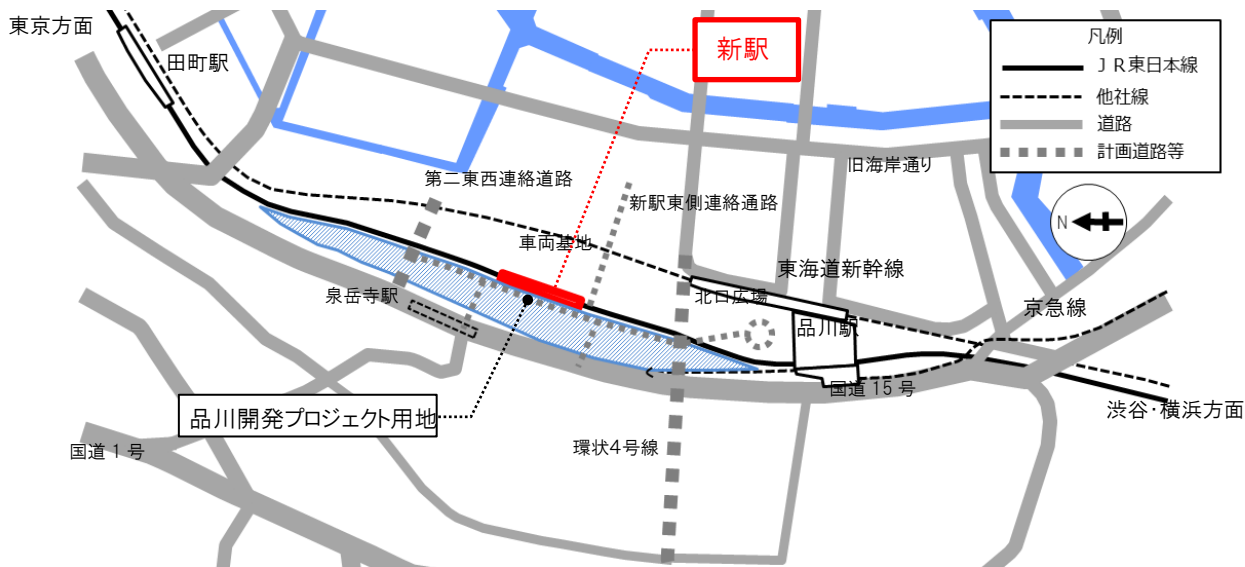 東京方面
田町駅
新駅
凡例
ＪＲ東日本線
他社線
道路
計画道路等
旧海岸通り
第二東西連絡道路
新駅東側連絡通路
N
車両基地
東海道新幹線
泉岳寺駅
北口広場
京急線
品川駅
国道 15 号
渋谷・横浜方面
品川開発プロジェクト用地
国道 1 号
環状4号線